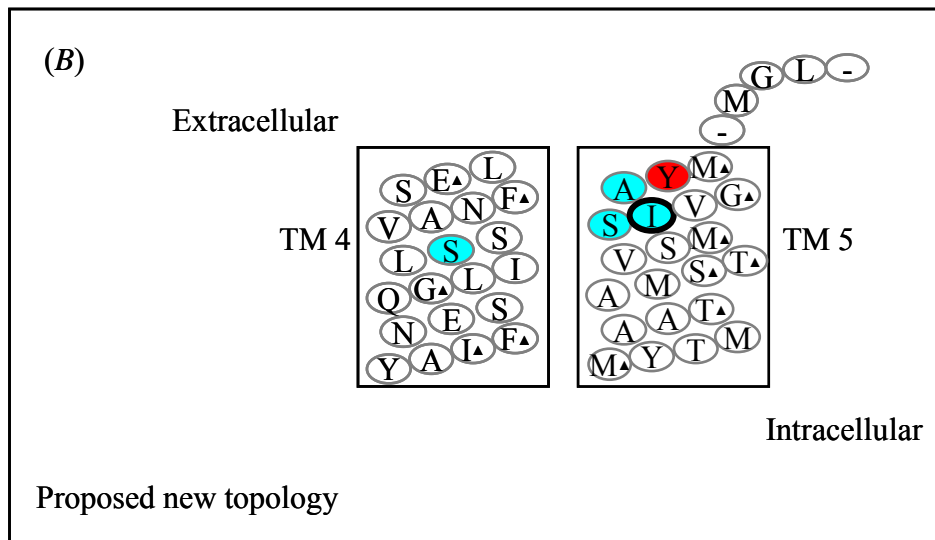 (B)
Extracellular
- M G L -
TM 4
S E▲ L
V A N F▲
L S S
Q G▲ L I
N E S
Y A I▲ F▲
A Y M▲
S I V G▲
V S M▲
A M S▲ T▲
A A T▲
M▲ Y T M
TM 5
Intracellular
Proposed new topology